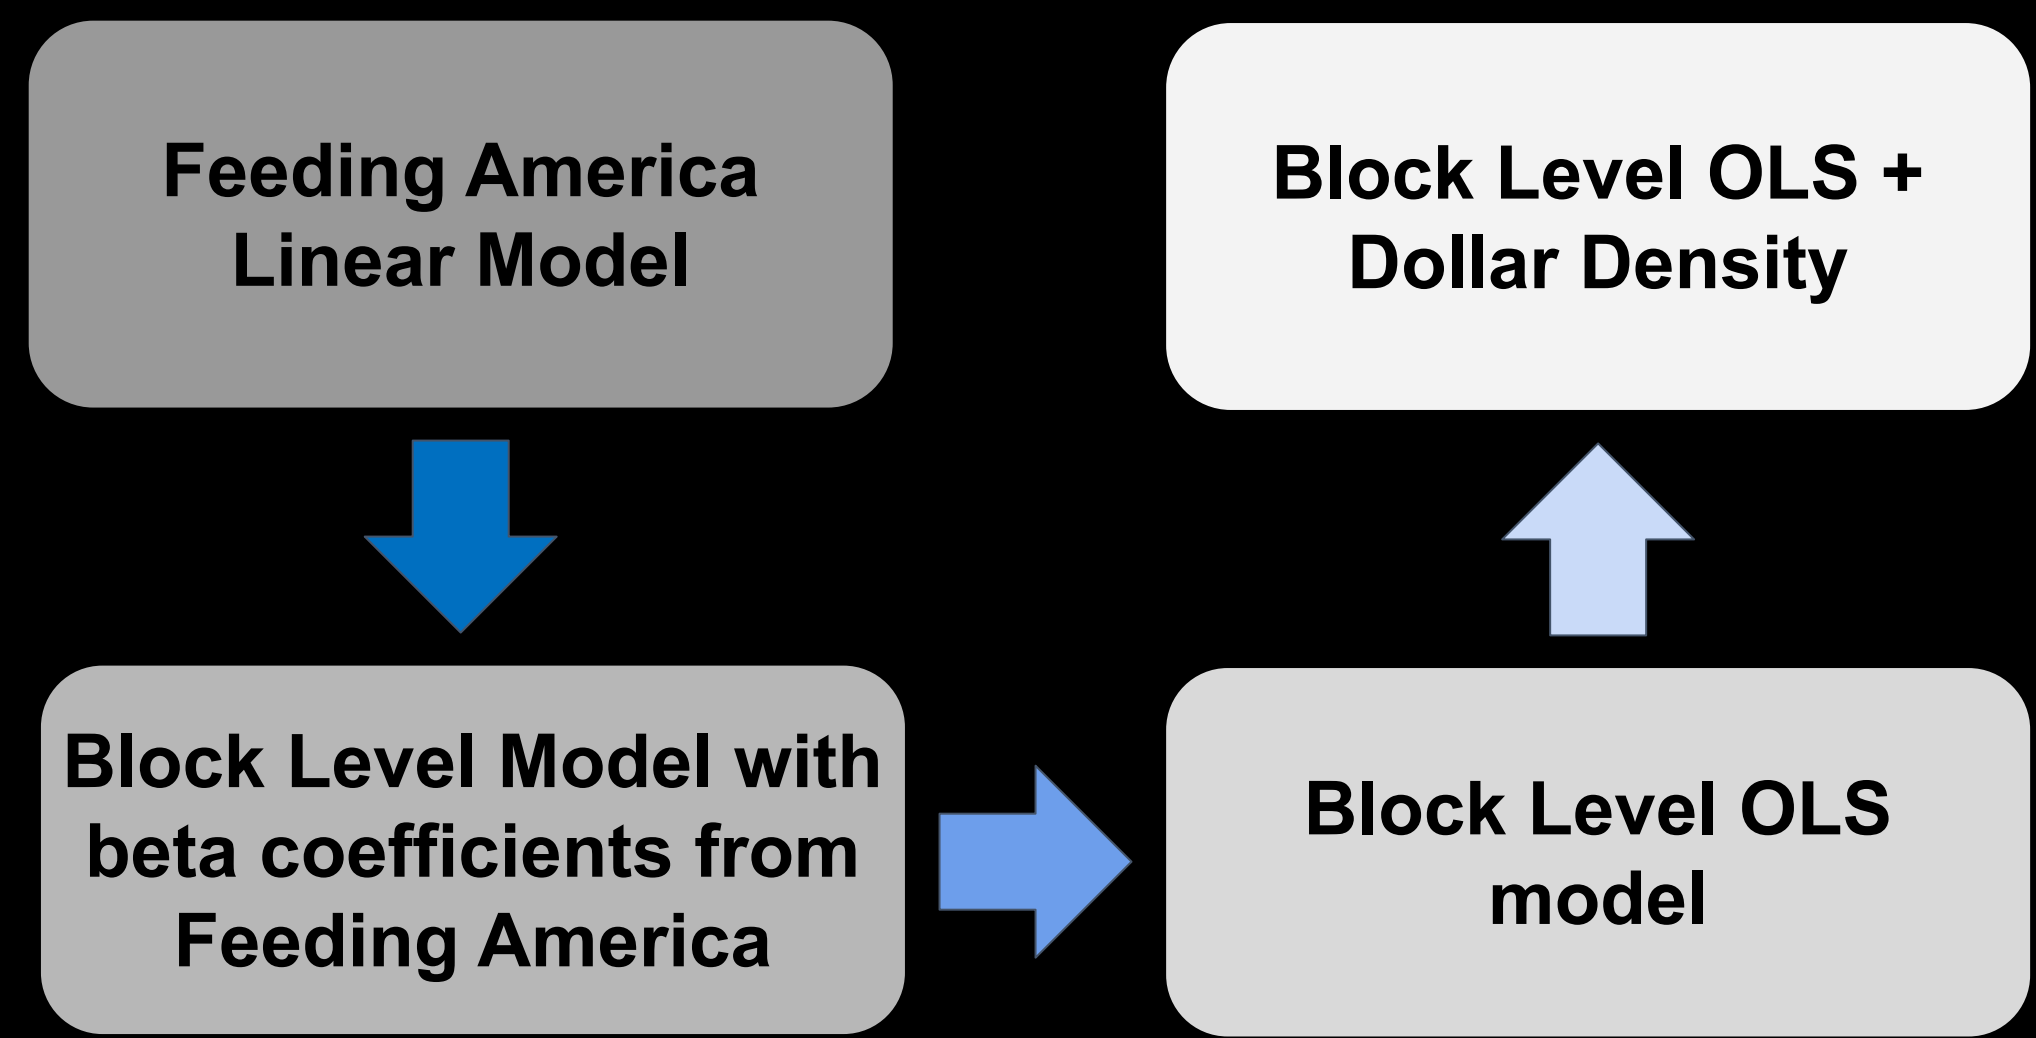 Feeding America
Linear Model
Block Level Model with
beta coefficients from
Feeding America
Block Level OLS
model
Block Level OLS +
Dollar Density